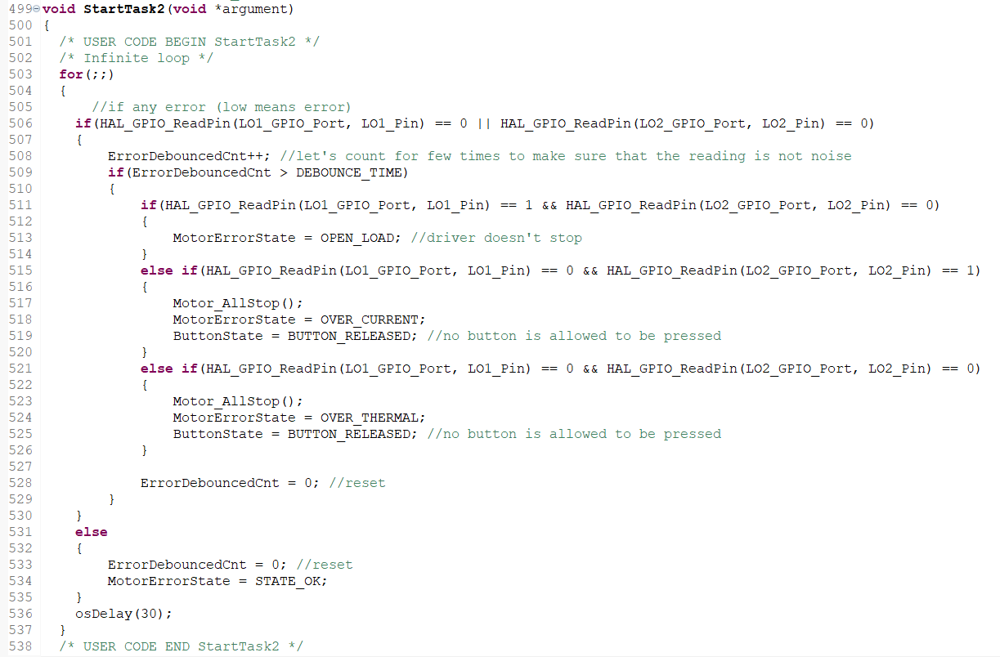 499 void StartTask2(void *argument)
500 {
501 /* USER CODE BEGIN StartTask2 */
502 /* Infinite loop */
503 for(;;)
504 {
505 //if any error (low means error)
506 if(HAL_GPIO_ReadPin(LO1_GPIO_Port, LO1_Pin) == 0 || HAL_GPIO_ReadPin(LO2_GPIO_Port, LO2_Pin) == 0)
507 {
508 ErrorDebouncedCnt++; //let's count for few times to make sure that the reading is not noise
509 if(ErrorDebouncedCnt > DEBOUNCE_TIME)
510 {
511 if(HAL_GPIO_ReadPin(LO1_GPIO_Port, LO1_Pin) == 1 && HAL_GPIO_ReadPin(LO2_GPIO_Port, LO2_Pin) == 0)
512 {
513 MotorErrorState = OPEN_LOAD; //driver doesn't stop
514 }
515 else if(HAL_GPIO_ReadPin(LO1_GPIO_Port, LO1_Pin) == 0 && HAL_GPIO_ReadPin(LO2_GPIO_Port, LO2_Pin) == 1)
516 {
517 Motor_AllStop();
518 MotorErrorState = OVER_CURRENT;
519 ButtonState = BUTTON_RELEASED; //no button is allowed to be pressed
520 }
521 else if(HAL_GPIO_ReadPin(LO1_GPIO_Port, LO1_Pin) == 0 && HAL_GPIO_ReadPin(LO2_GPIO_Port, LO2_Pin) == 0)
522 {
523 Motor_AllStop();
524 MotorErrorState = OVER_THERMAL;
525 ButtonState = BUTTON_RELEASED; //no button is allowed to be pressed
526 }
527
528 ErrorDebouncedCnt = 0; //reset
529 }
530 }
531 else
532 {
533 ErrorDebouncedCnt = 0; //reset
534 MotorErrorState = STATE_OK;
535 }
536 osDelay(30);
537 }
538 /* USER CODE END StartTask2 */